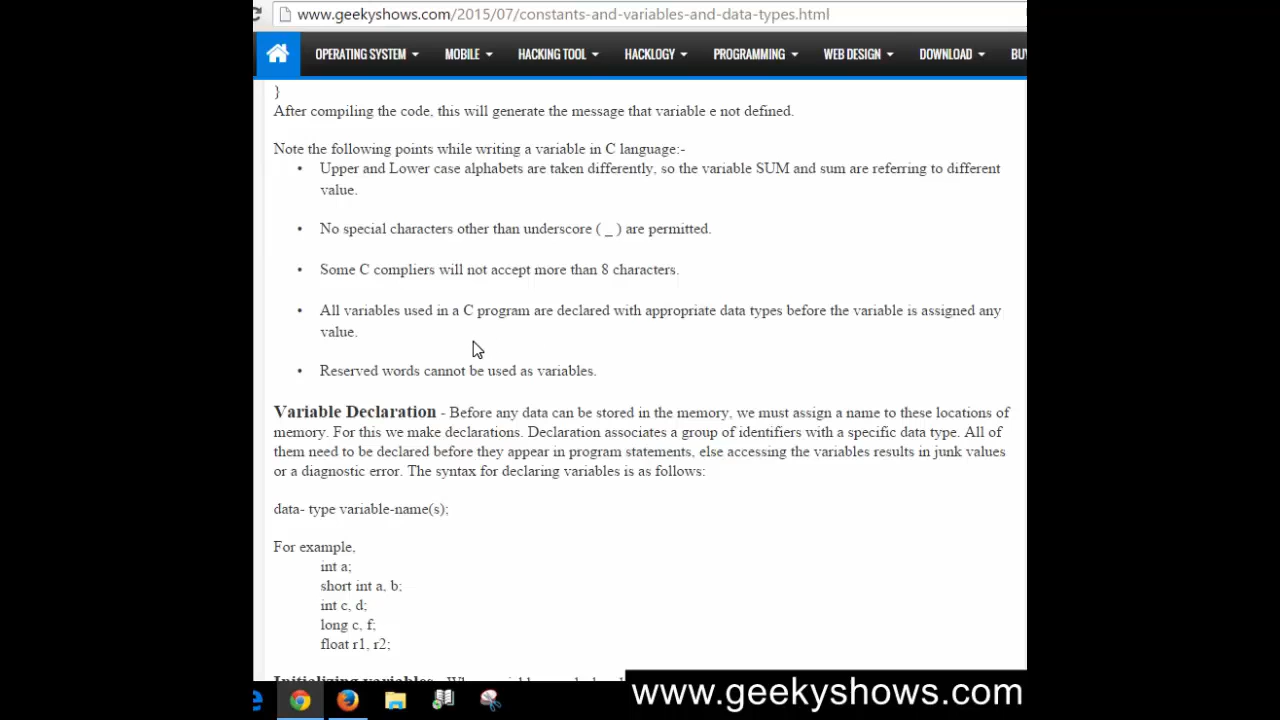 www.geekyshows.com/2015/07/constants-and-variables-and-data-types.html
OPERATING SYSTEM MOBILE HACKING TOOL HACKLOGY PROGRAMMING WEB DESIGN DOWNLOAD
}
After compiling the code, this will generate the message that variable e not defined.
Note the following points while writing a variable in C language:-
• Upper and Lower case alphabets are taken differently, so the variable SUM and sum are referring to different
value.
• No special characters other than underscore ( _ ) are permitted.
• Some C compliers will not accept more than 8 characters.
• All variables used in a C program are declared with appropriate data types before the variable is assigned any
value.
• Reserved words cannot be used as variables.
Variable Declaration - Before any data can be stored in the memory, we must assign a name to these locations of
memory. For this we make declarations. Declaration associates a group of identifiers with a specific data type. All of
them need to be declared before they appear in program statements, else accessing the variables results in junk values
or a diagnostic error. The syntax for declaring variables is as follows:
data- type variable-name(s);
For example,
int a;
short int a, b;
int c, d;
long c, f;
float r1, r2;
Initializing variables -
www.geekyshows.com